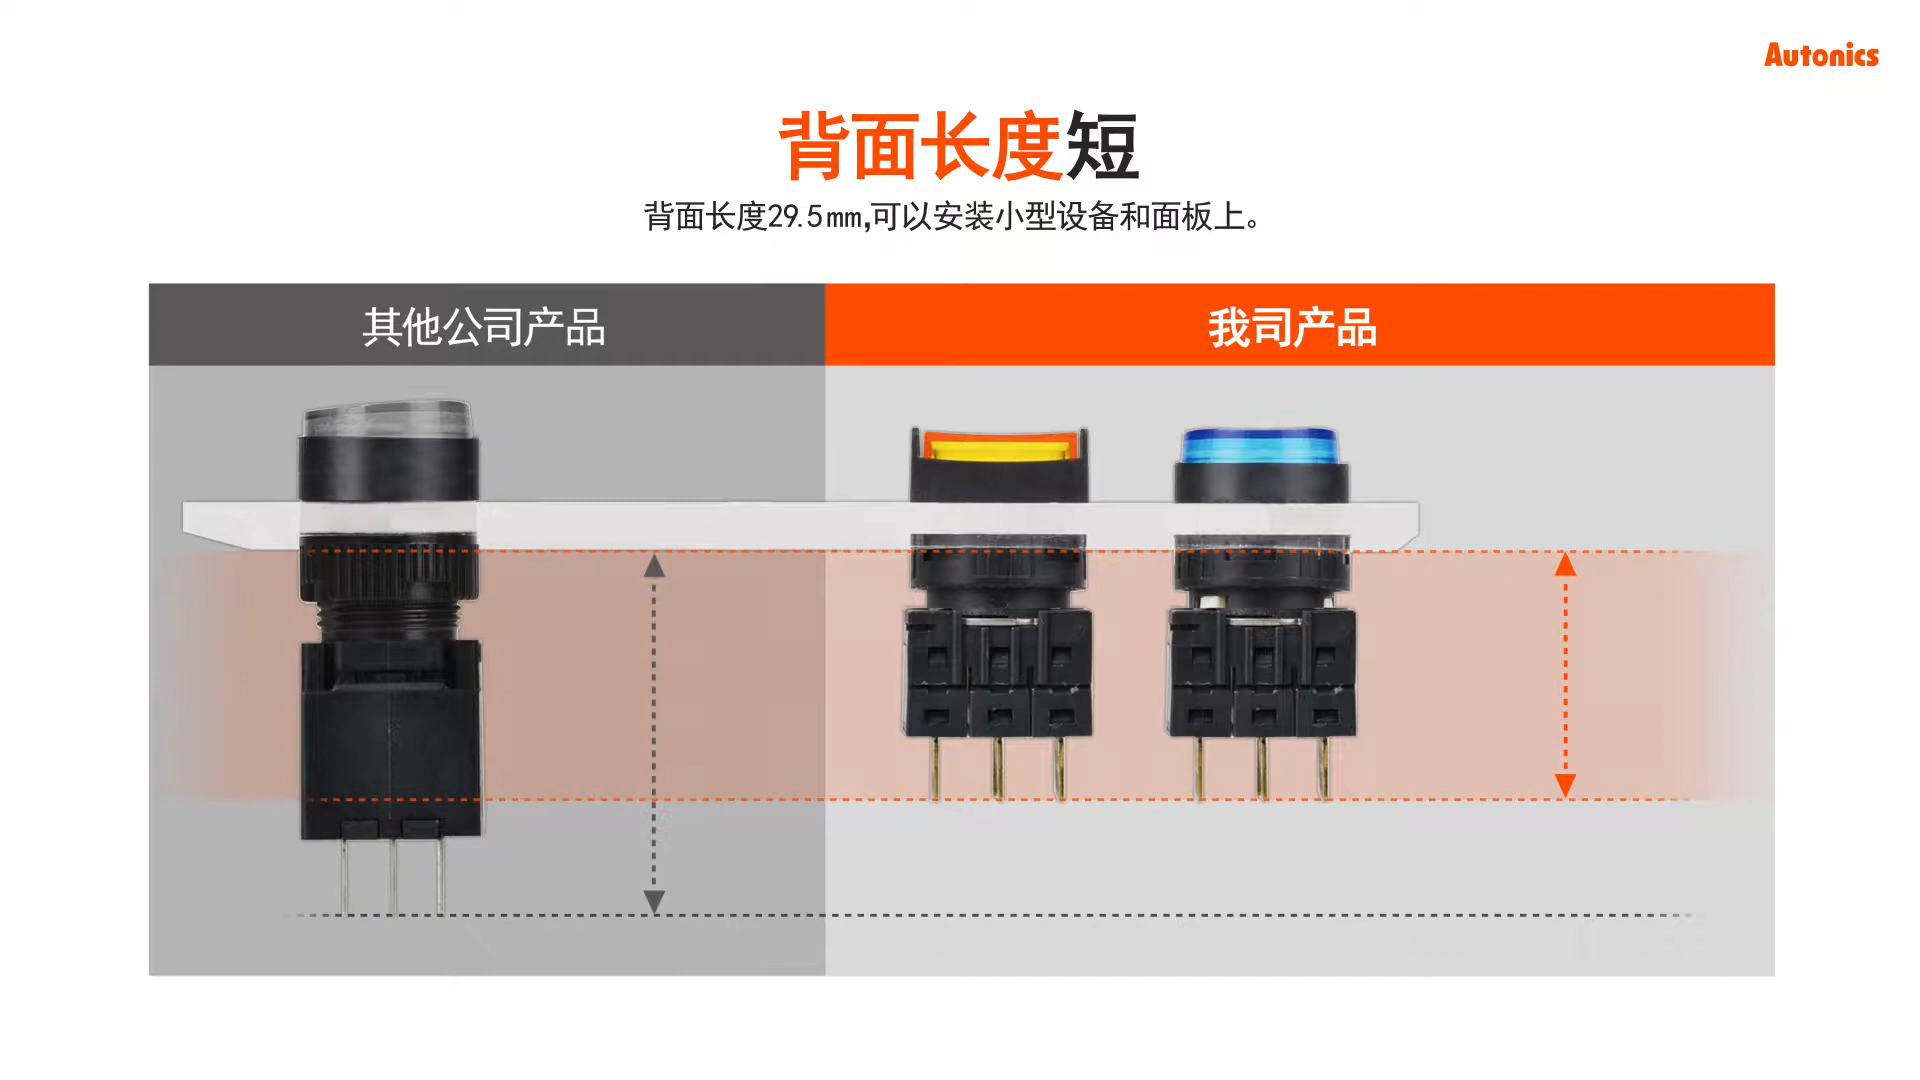 Autonics
背面长度短
背面长度29.5mm,可以安装小型设备和面板上。
其他公司产品
我司产品